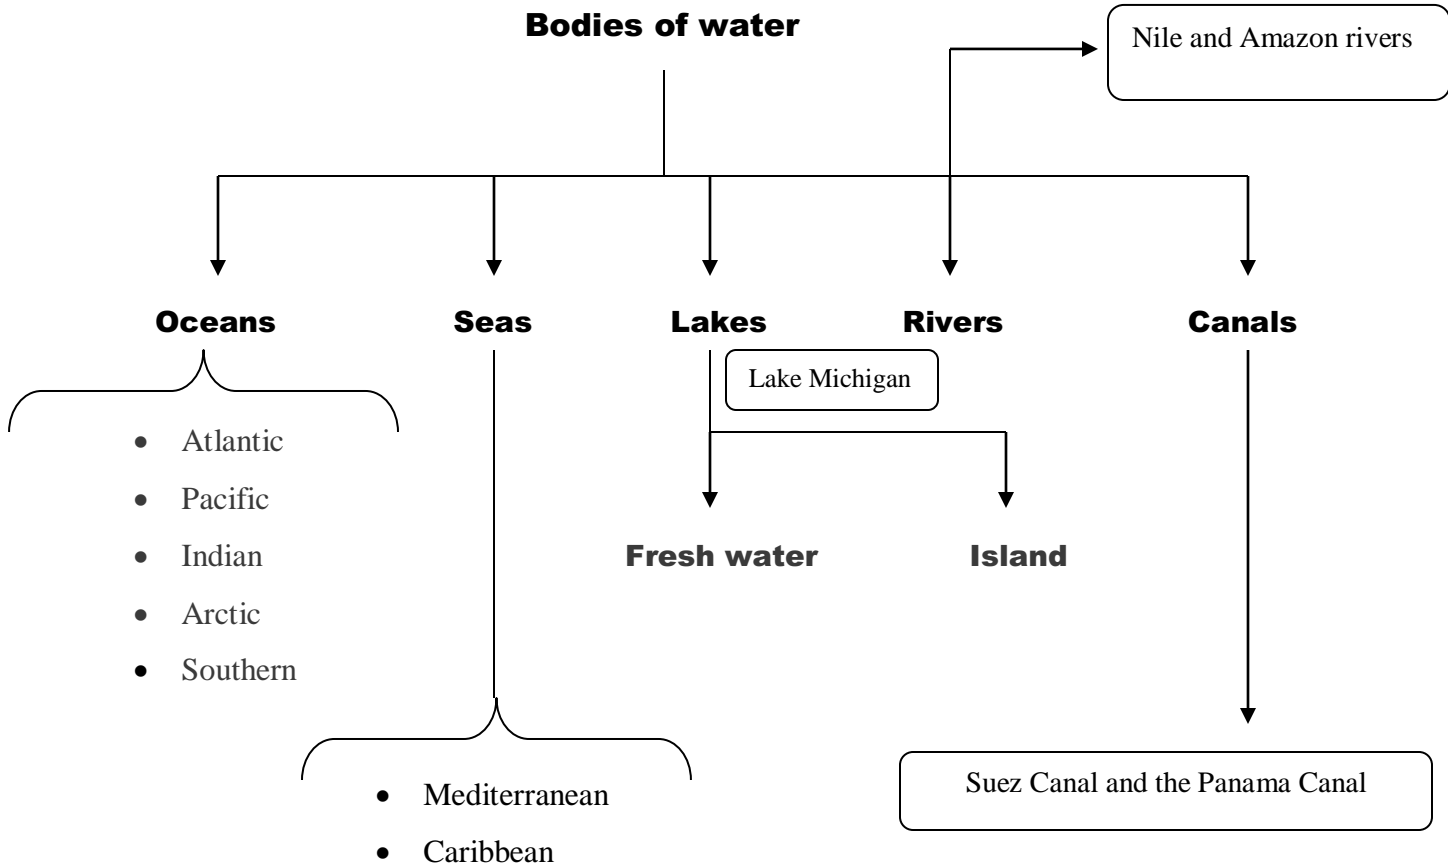 Bodies of water
Nile and Amazon rivers
Oceans
Seas
Lakes
Rivers
Canals
Lake Michigan
• Atlantic
• Pacific
• Indian
• Arctic
• Southern
Fresh water
Island
• Mediterranean
• Caribbean
Suez Canal and the Panama Canal